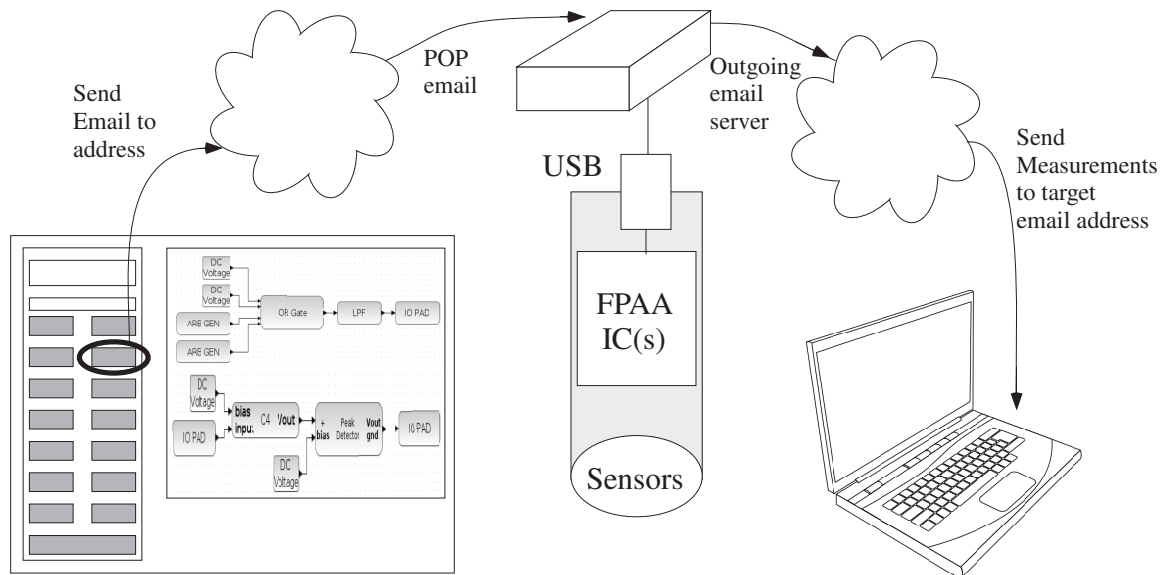 Send
Email to
address
POP
email
Outgoing
email
server
Send
Measurements
to target
email address
USB
FPAA
IC(s)
Sensors
DC
Voltage
DC
Voltage
ARE GEN
ARE GEN
OR Gate
LPF
IO PAD
DC
Voltage
IO PAD
bias
input
C4
Vout
DC
Voltage
+
bias
Peak
Detector
Vout
gnd
IO PAD